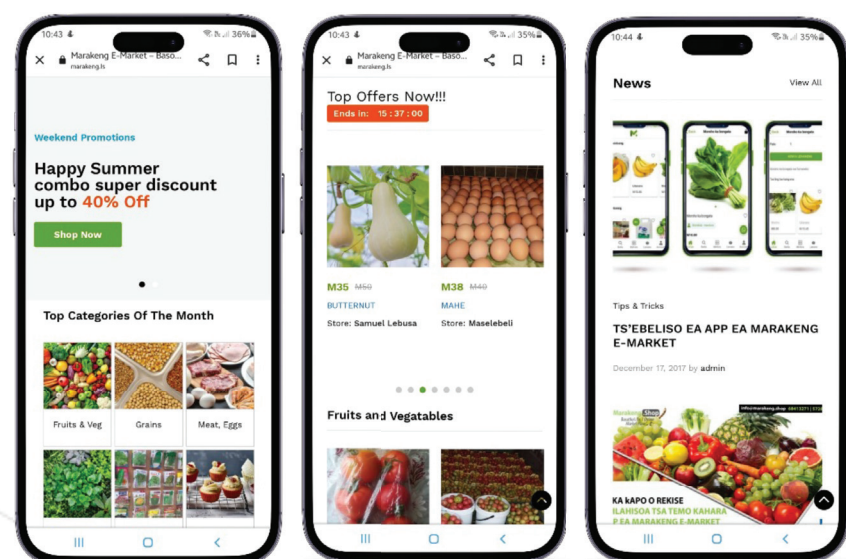 10:43
36%
Marakeng E-Market – Baso...
marakeng.ls
Weekend Promotions
Happy Summer
combo super discount
up to 40% Off
Shop Now
Top Categories Of The Month
Fruits & Veg
Grains
Meat, Eggs
10:43
35%
Marakeng E-Market – Baso...
marakeng.ls
Top Offers Now!!!
Ends in: 15 : 37 : 00
M35 M50
BUTTERNUT
Store: Samuel Lebusa
M38 M40
MAHE
Store: Maselebeli
Fruits and Vegatables
10:44
35%
News
View All
Tips & Tricks
TS'EBELISO EA APP EA MARAKENG
E-MARKET
December 17, 2017 by admin
Marakeng Shop
KA kAPO O REKISE
lLAHISOA TSA TEMO KAHARA
P EA MARAKENG E-MARKET